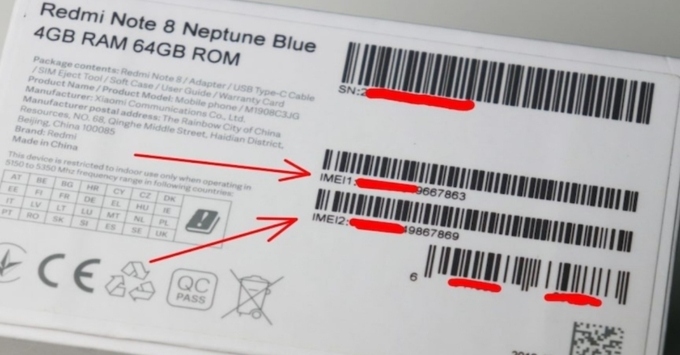 Redmi Note 8 Neptune Blue
4GB RAM 64GB ROM
Package contents: Redmi Note 8 / Adapter / USB Type-C Cable
/ SIM Eject Tool / Soft Case / User Guide / Warranty Card
Product Name / Product Model: Mobile phone / M1908C3JG
Manufacturer: Xiaomi Communications Co., Ltd.
Manufacturer postal address: The Rainbow City of China
Resources, NO. 68, Qinghe Middle Street, Haidian District,
Beijing, China 100085
Brand: Redmi
Made in China
This device is restricted to indoor use only when operating in
5150 to 5350 Mhz frequency range in following countries:
AT BE BG HR CY CZ DK
EE FI FR DE EL HU IE
IT LV LT LU MT NL PL
PT RO SK SI ES SE UK
CE
QC
PASS
SN:2
IMEI1: 9667863
IMEI2: 49867869
6